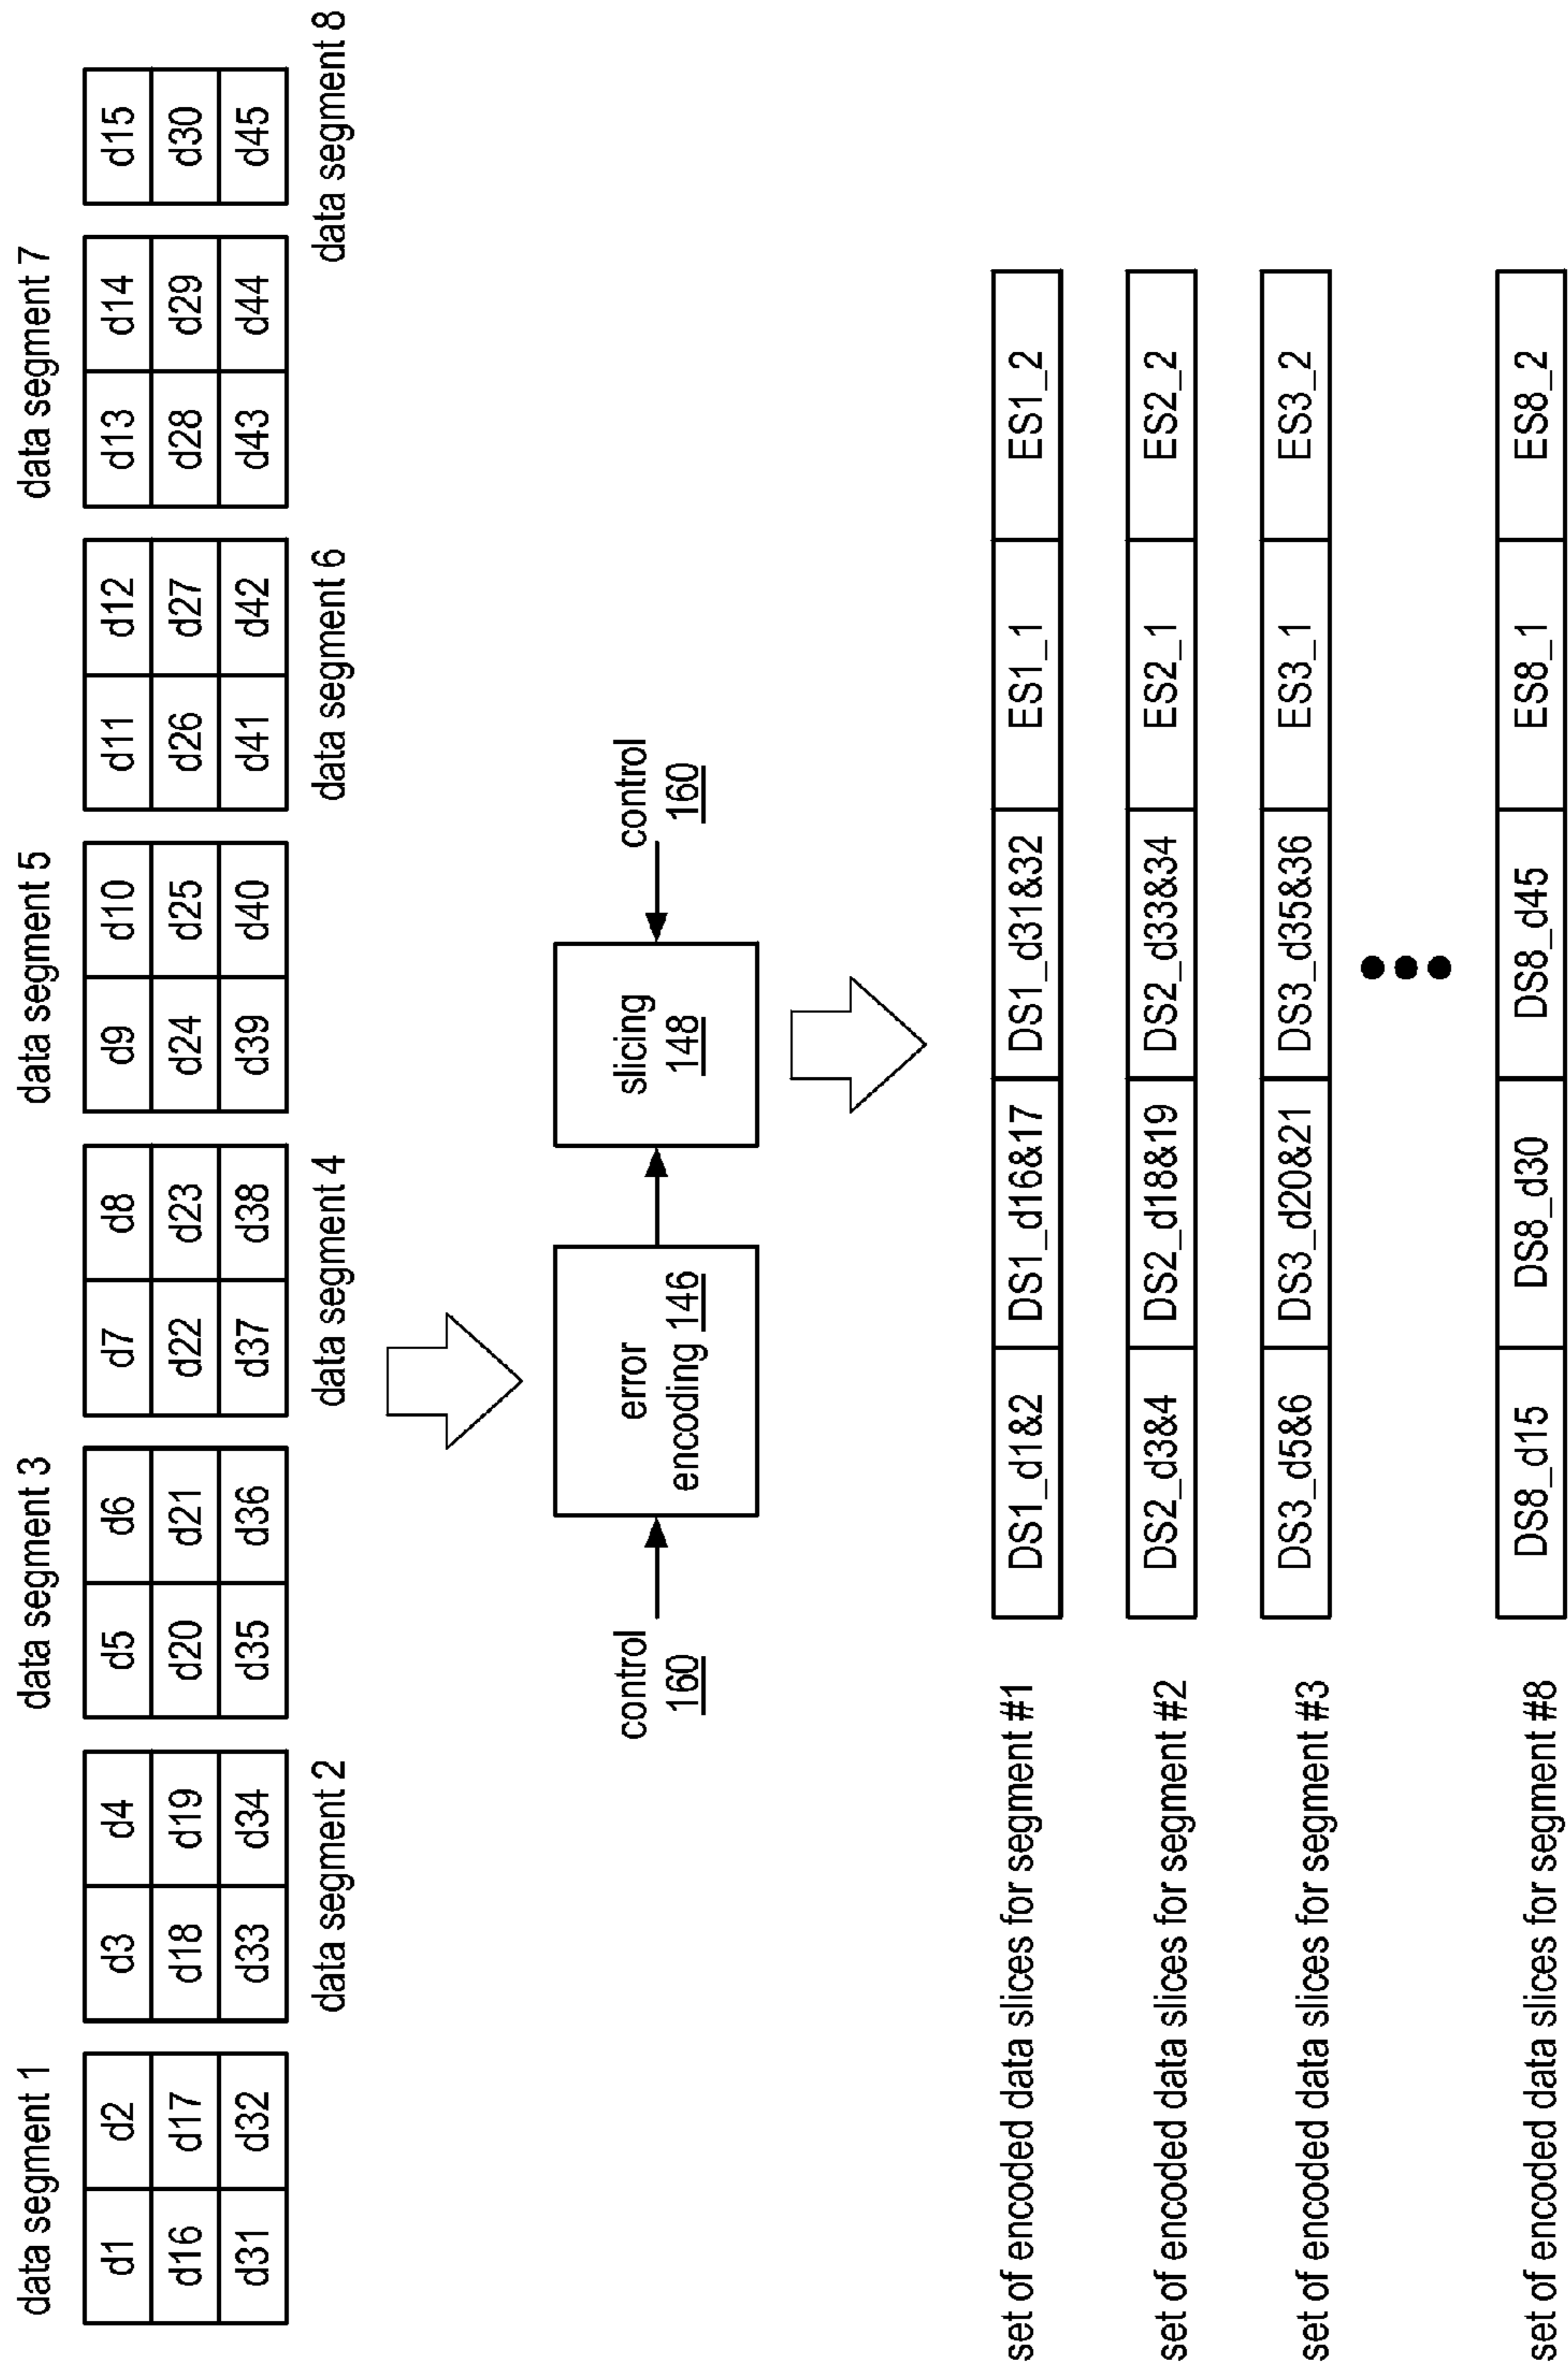 data segment 1
data segment 3
data segment 5
data segment 7
d1 d2 d3 d4 d5 d6 d7 d8 d9 d10 d11 d12 d13 d14 d15
d16 d17 d18 d19 d20 d21 d22 d23 d24 d25 d26 d27 d28 d29 d30
d31 d32 d33 d34 d35 d36 d37 d38 d39 d40 d41 d42 d43 d44 d45
data segment 2
data segment 4
data segment 6
data segment 8
control
160
error
encoding 146
slicing
148
control
160
set of encoded data slices for segment #1
DS1_d1&2 DS1_d16&17 DS1_d31&32 ES1_1 ES1_2
set of encoded data slices for segment #2
DS2_d3&4 DS2_d18&19 DS2_d33&34 ES2_1 ES2_2
set of encoded data slices for segment #3
DS3_d5&6 DS3_d20&21 DS3_d35&36 ES3_1 ES3_2
set of encoded data slices for segment #8
DS8_d15 DS8_d30 DS8_d45 ES8_1 ES8_2